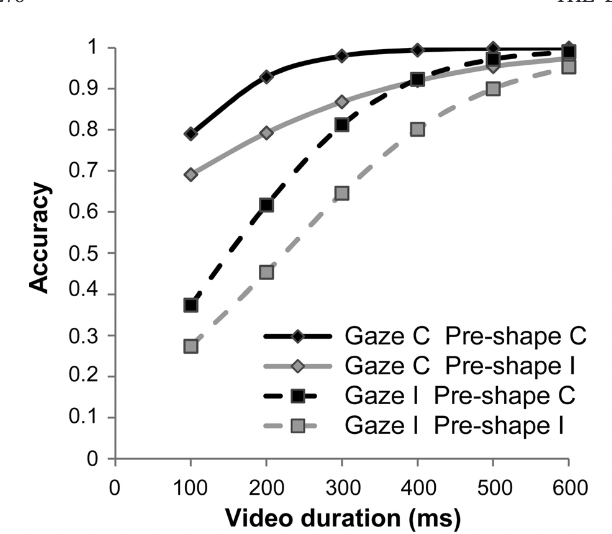 1
0.9
0.8
0.7
0.6
0.5
0.4
0.3
0.2
0.1
0
Accuracy
Gaze C Pre-shape C
Gaze C Pre-shape I
Gaze I Pre-shape C
Gaze I Pre-shape I
0 100 200 300 400 500 600
Video duration (ms)